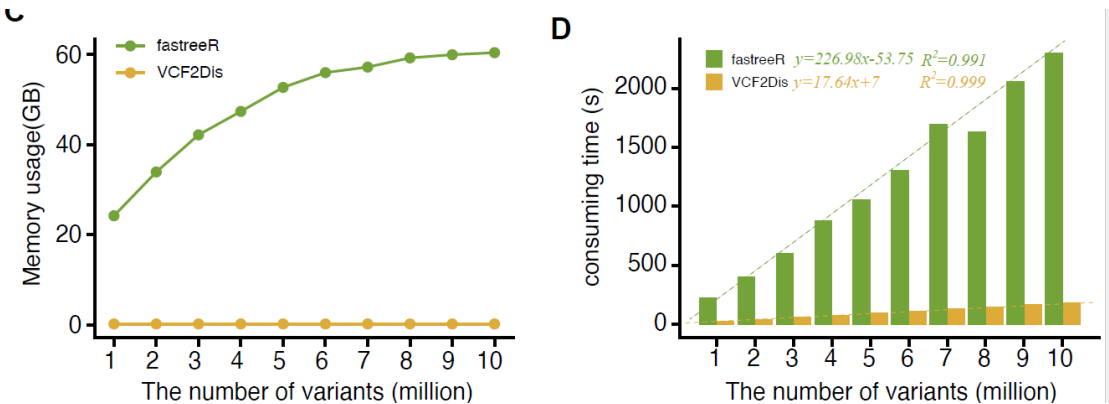 C
Memory usage(GB)
fastreeR
VCF2Dis
60
40
20
0
1 2 3 4 5 6 7 8 9 10
The number of variants (million)
D
consuming time (s)
fastreeR y=226.98x-53.75 R²=0.991
VCF2Dis y=17.64x+7 R²=0.999
2000
1500
1000
500
0
1 2 3 4 5 6 7 8 9 10
The number of variants (million)